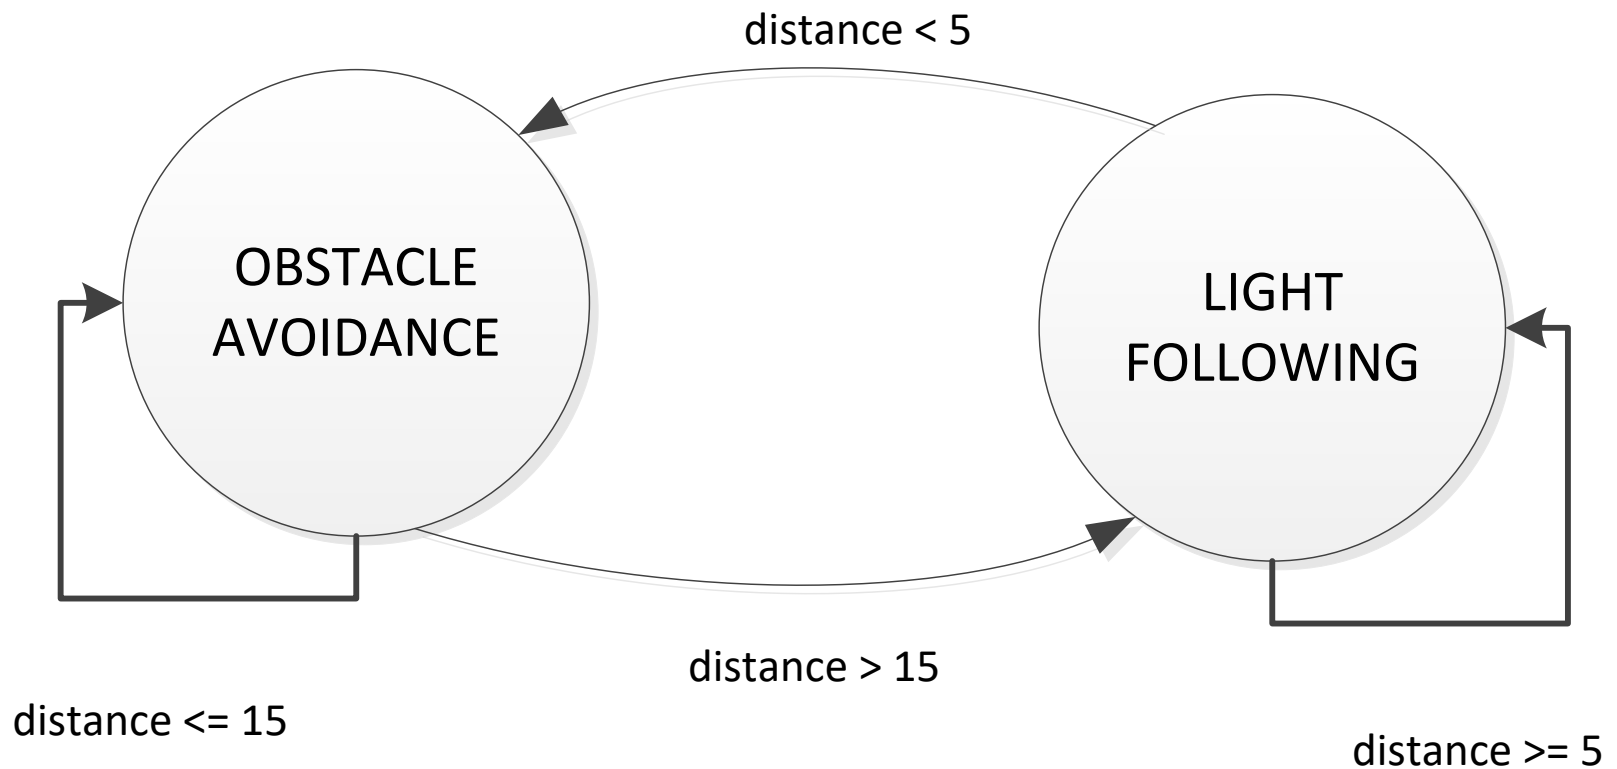 distance < 5
OBSTACLE
AVOIDANCE
LIGHT
FOLLOWING
distance > 15
distance <= 15
distance >= 5